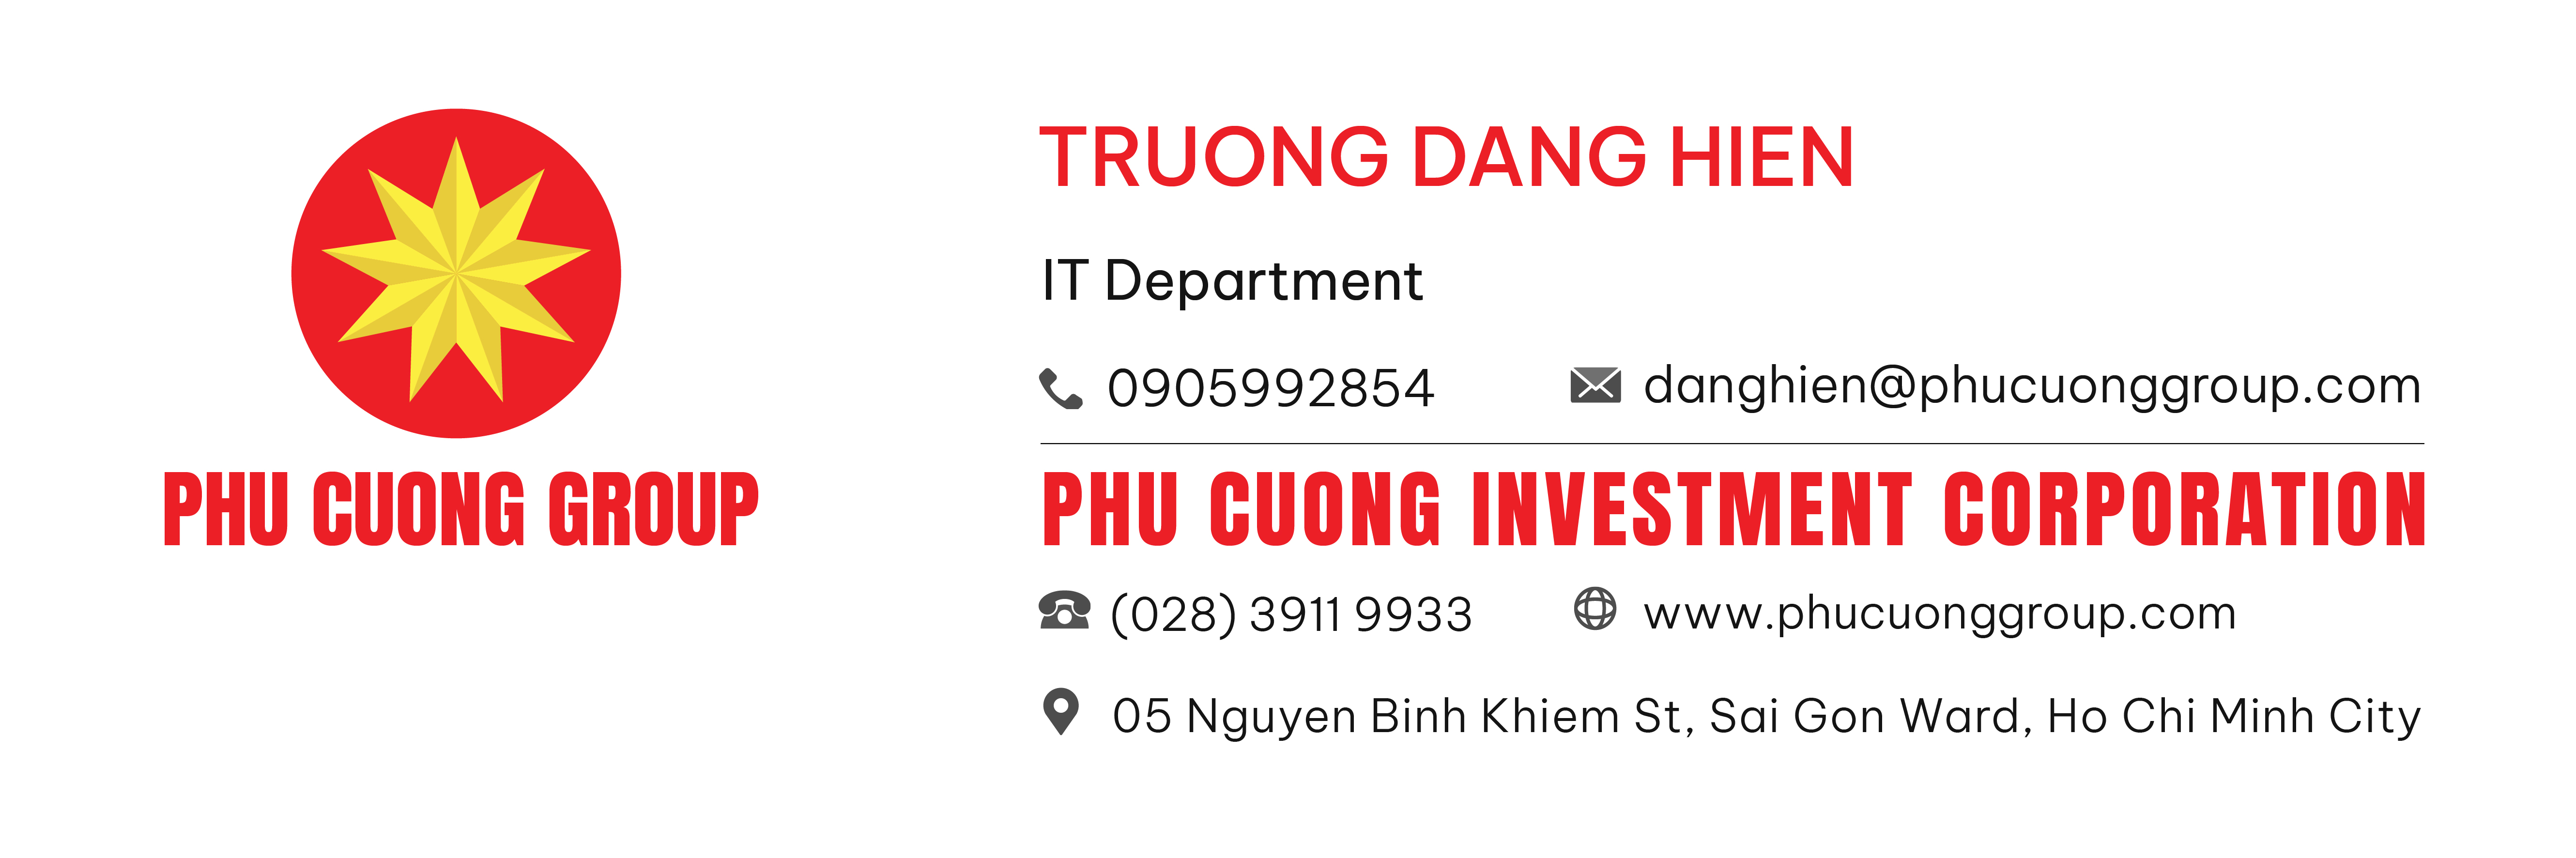 PHU CUONG GROUP
TRUONG DANG HIEN
IT Department
0905992854
danghien@phucuonggroup.com
PHU CUONG INVESTMENT CORPORATION
(028) 3911 9933
www.phucuonggroup.com
05 Nguyen Binh Khiem St, Sai Gon Ward, Ho Chi Minh City